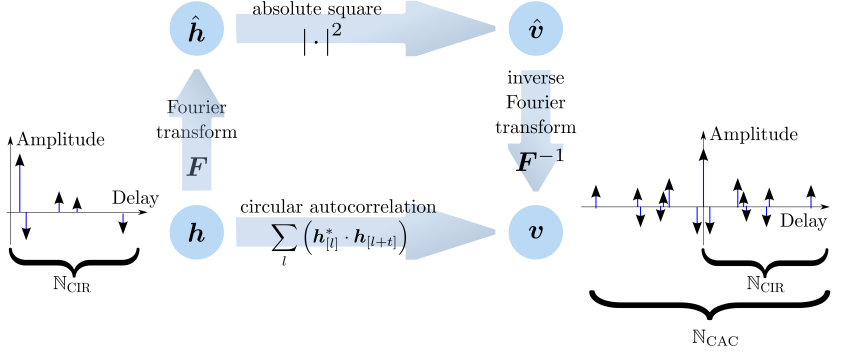 absolute square
|·|²
ĥ
v̂
Fourier
transform
F
inverse
Fourier
transform
F⁻¹
Amplitude
Delay
ℕ_CIR
circular autocorrelation
∑_l (h*_[l] · h_[l+t])
h
v
Amplitude
Delay
ℕ_CIR
ℕ_CAC